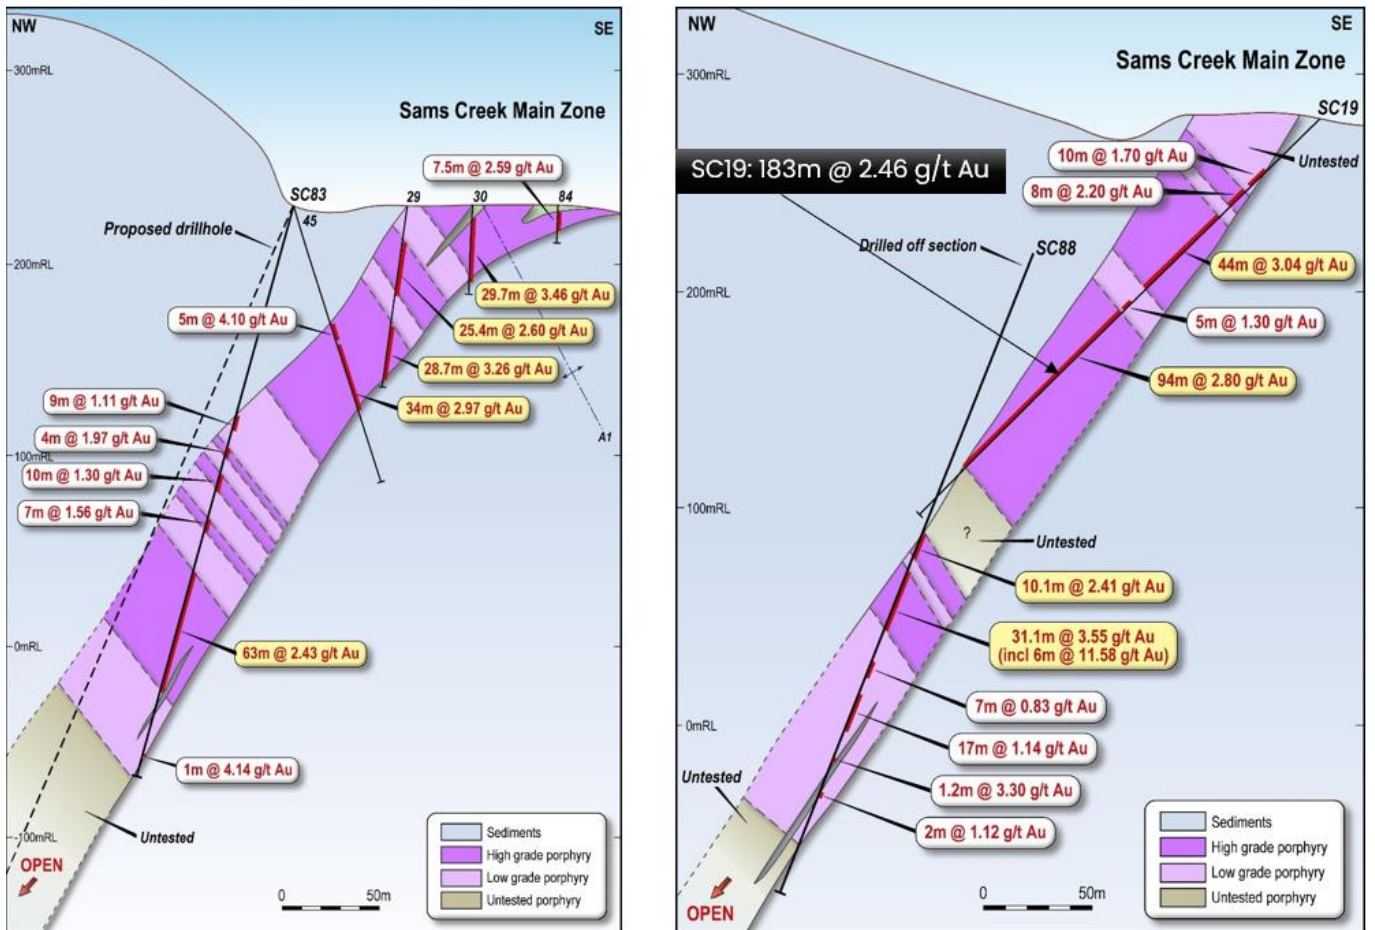 NW
SE
300mRL
Sams Creek Main Zone
7.5m @ 2.59 g/t Au
SC83
45
29
30
84
Proposed drillhole
200mRL
29.7m @ 3.46 g/t Au
5m @ 4.10 g/t Au
25.4m @ 2.60 g/t Au
28.7m @ 3.26 g/t Au
9m @ 1.11 g/t Au
34m @ 2.97 g/t Au
4m @ 1.97 g/t Au
A1
100mRL
10m @ 1.30 g/t Au
7m @ 1.56 g/t Au
0mRL
63m @ 2.43 g/t Au
1m @ 4.14 g/t Au
-100mRL
Untested
OPEN
0
50m
Sediments
High grade porphyry
Low grade porphyry
Untested porphyry
NW
SE
Sams Creek Main Zone
300mRL
SC19
SC19: 183m @ 2.46 g/t Au
10m @ 1.70 g/t Au
Untested
8m @ 2.20 g/t Au
Drilled off section
SC88
44m @ 3.04 g/t Au
200mRL
5m @ 1.30 g/t Au
94m @ 2.80 g/t Au
100mRL
?
Untested
10.1m @ 2.41 g/t Au
31.1m @ 3.55 g/t Au
(incl 6m @ 11.58 g/t Au)
7m @ 0.83 g/t Au
0mRL
17m @ 1.14 g/t Au
Untested
1.2m @ 3.30 g/t Au
2m @ 1.12 g/t Au
OPEN
0
50m
Sediments
High grade porphyry
Low grade porphyry
Untested porphyry